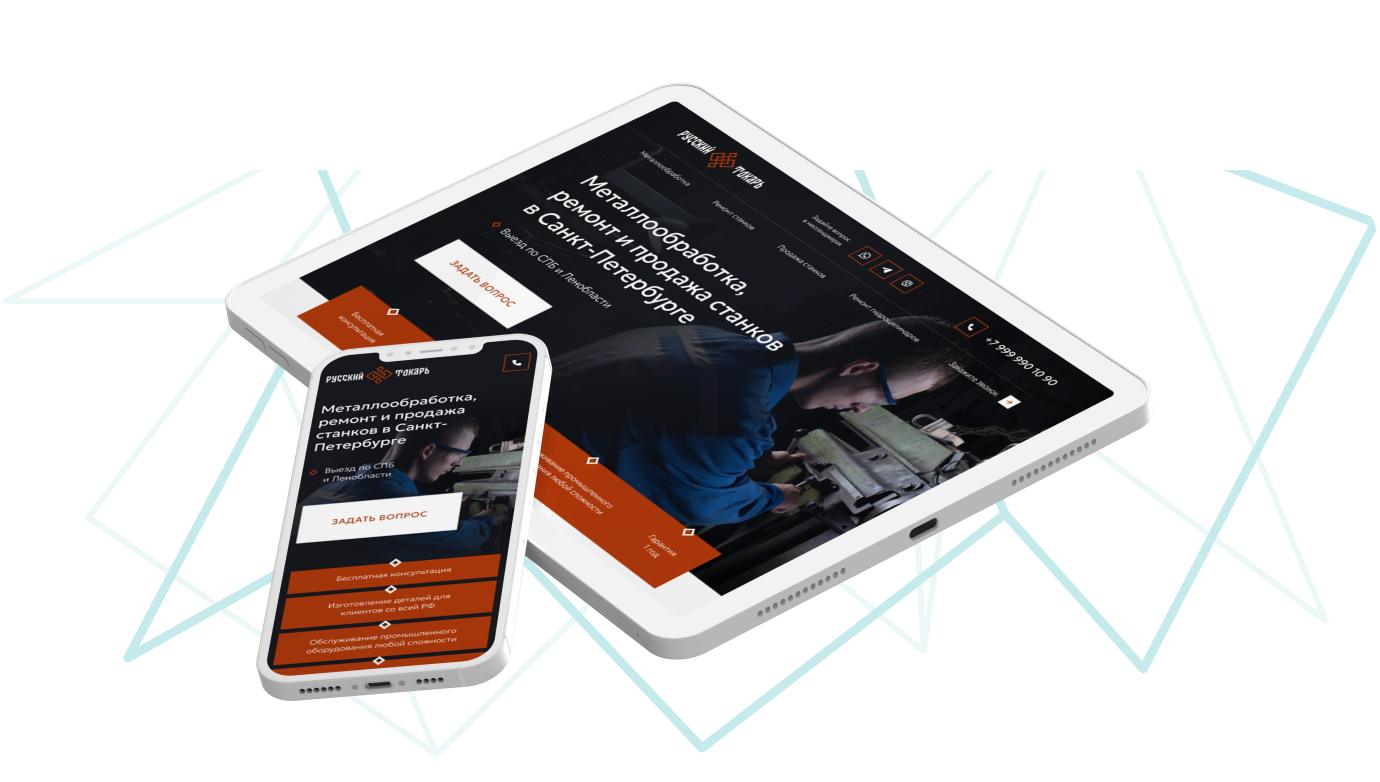 РУССКИЙ
ТОКАРЬ
Задайте вопрос
в мессенджерах
+7 999 990 10 90
Закажите звонок
Металлообработка
Ремонт станков
Продажа станков
Ремонт гидроцилиндров
Металлообработка,
ремонт и продажа станков
в Санкт-Петербурге
Выезд по СПБ и Ленобласти
ЗАДАТЬ ВОПРОС
Бесплатная
консультация
промышленного
любой сложности
Гарантия
1 год
РУССКИЙ
ТОКАРЬ
Металлообработка,
ремонт и продажа
станков в Санкт-
Петербурге
Выезд по СПБ
и Ленобласти
ЗАДАТЬ ВОПРОС
Бесплатная консультация
Изготовление деталей для
клиентов со всей РФ
Обслуживание промышленного
оборудования любой сложности